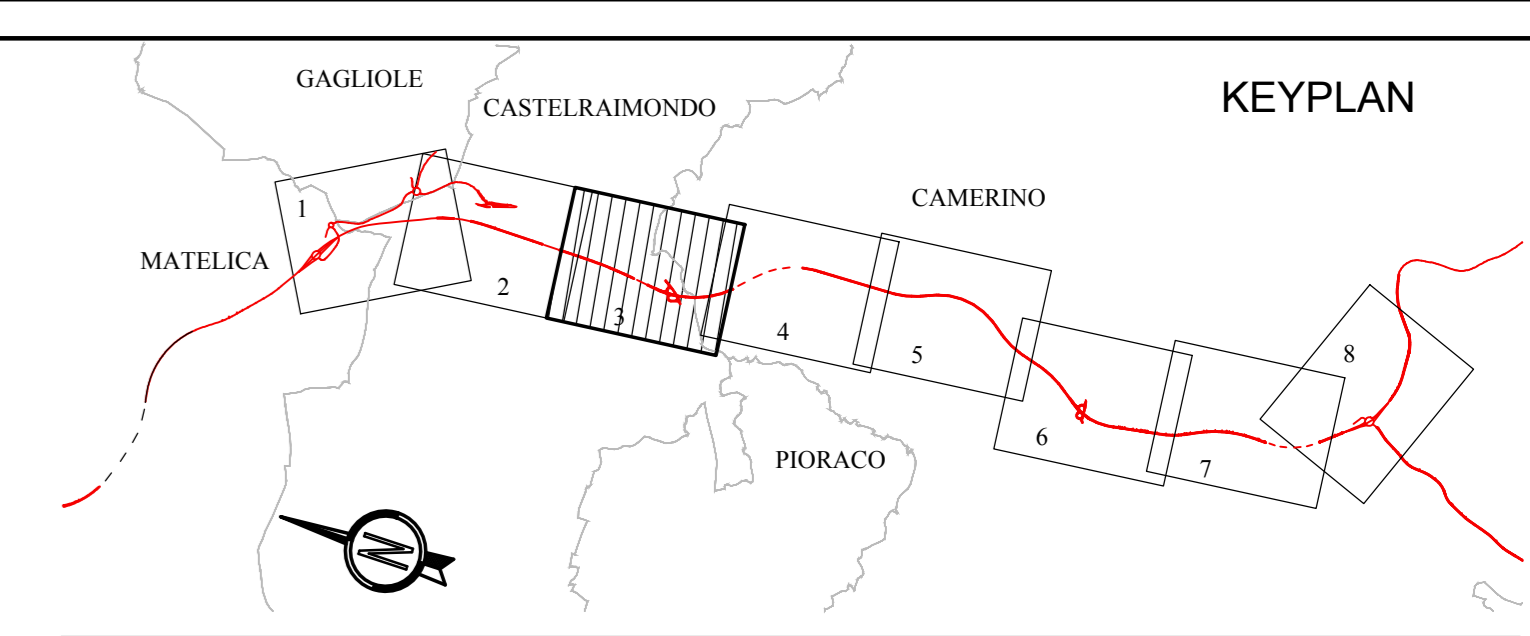 KEYPLAN
GAGLIOLE
CASTELRAIMONDO
CAMERINO
MATELICA
PIORACO
1
2
3
4
5
6
7
8
N